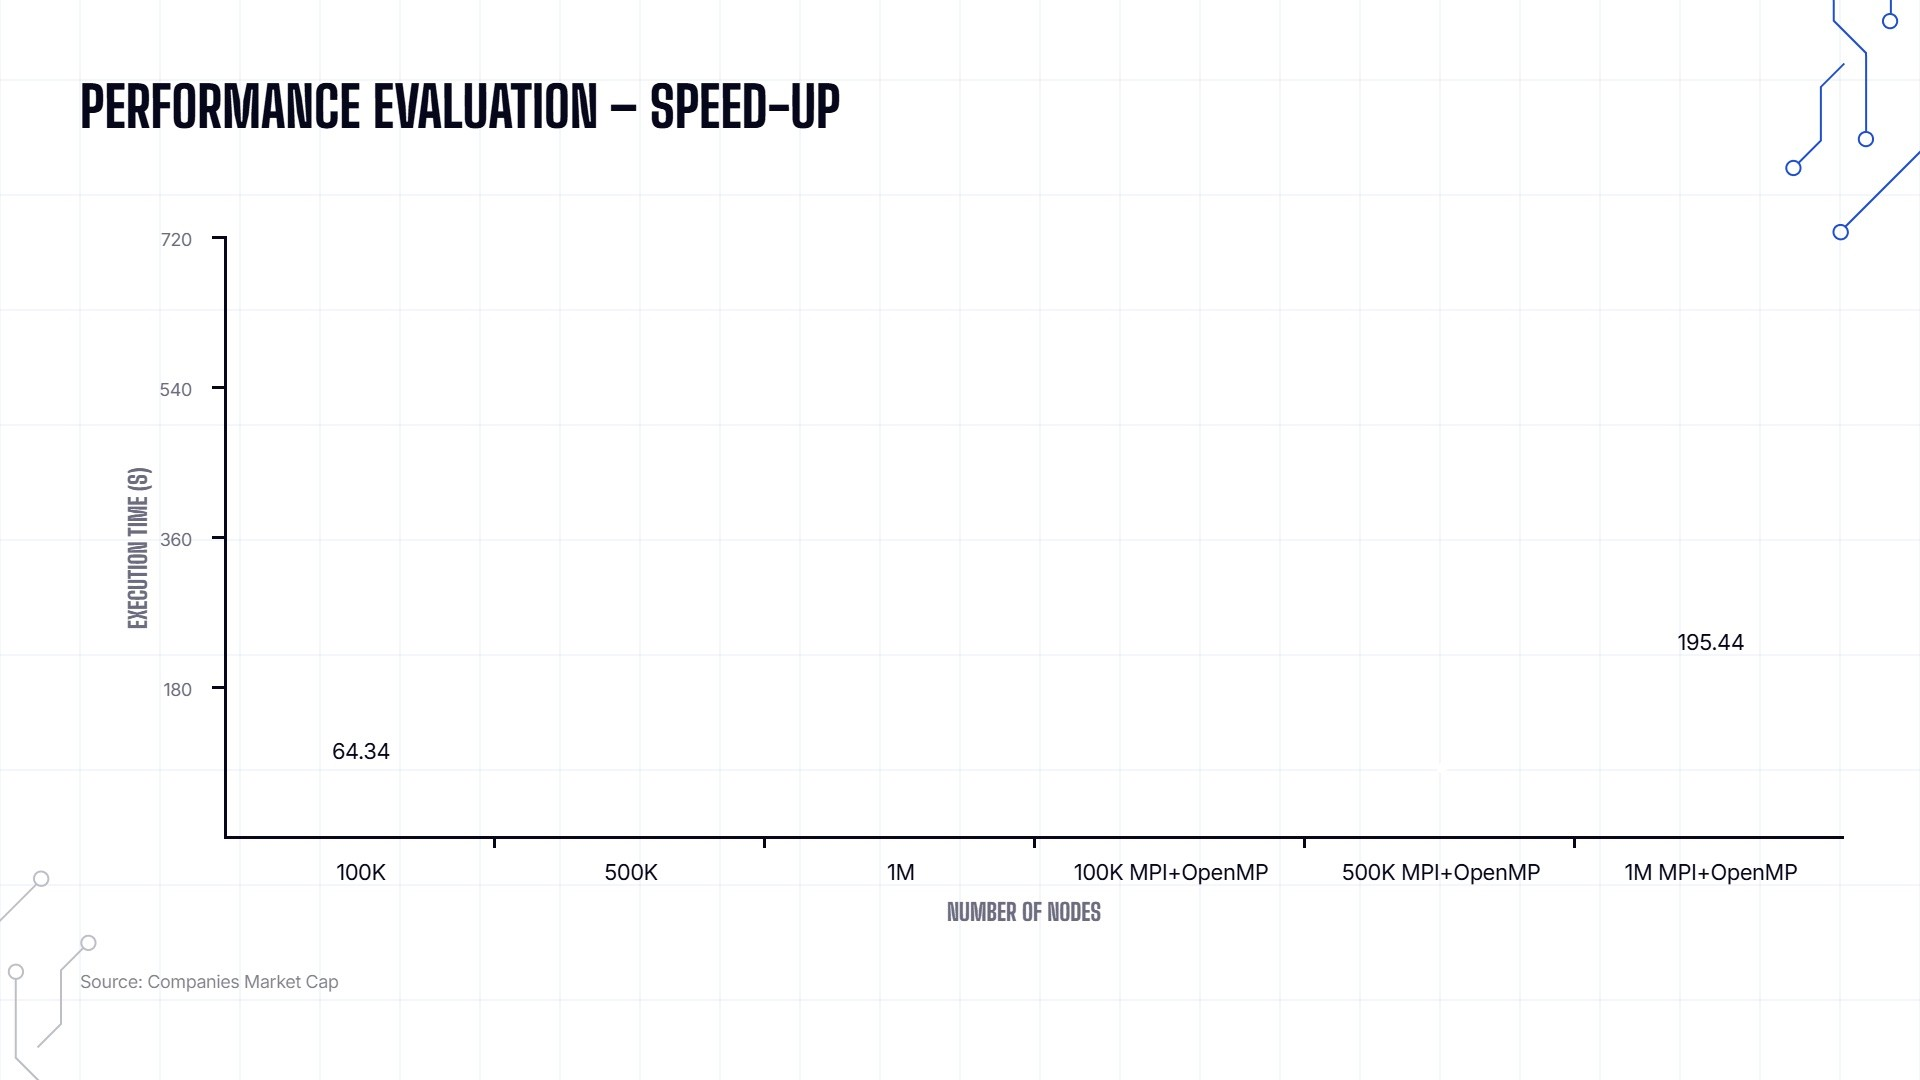 PERFORMANCE EVALUATION – SPEED-UP
720
540
360
180
EXECUTION TIME (S)
64.34
195.44
100K
500K
1M
100K MPI+OpenMP
500K MPI+OpenMP
1M MPI+OpenMP
NUMBER OF NODES
Source: Companies Market Cap